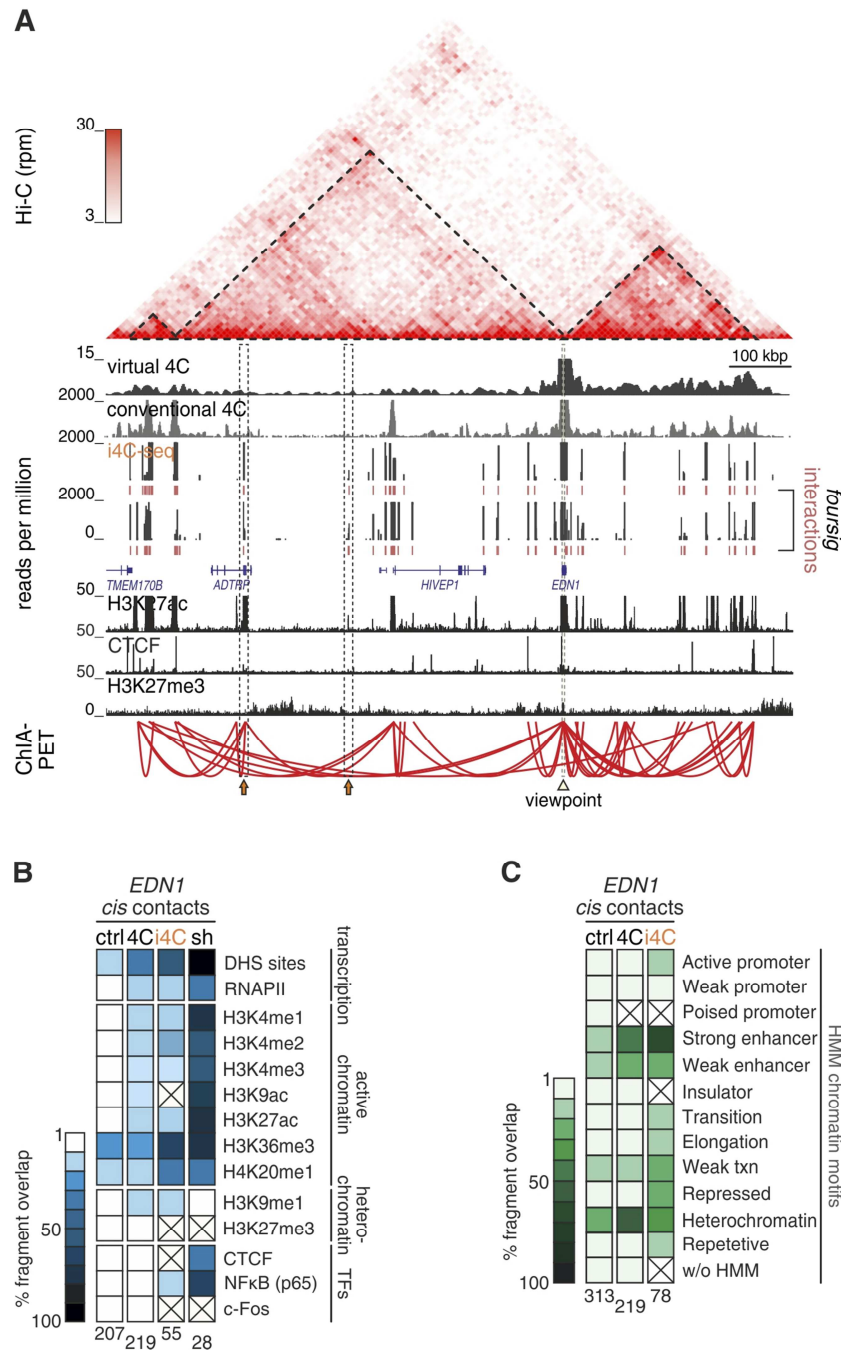 A
Hi-C (rpm)
30
3
100 kbp
15
virtual 4C
2000
conventional 4C
2000
i4C-seq
2000
0
reads per million
foursig
interactions
TMEM170B
ADTRP
HIVEP1
EDN1
50
H3K27ac
50
CTCF
50
H3K27me3
0
ChIA-
PET
viewpoint
B
EDN1
cis contacts
ctrl 4C i4C sh
DHS sites
RNAPII
H3K4me1
H3K4me2
H3K4me3
H3K9ac
H3K27ac
H3K36me3
H4K20me1
H3K9me1
H3K27me3
CTCF
NFκB (p65)
c-Fos
transcription
active
chromatin
hetero-
chromatin
TFs
% fragment overlap
1
50
100
207 219 55 28
C
EDN1
cis contacts
ctrl 4C i4C
Active promoter
Weak promoter
Poised promoter
Strong enhancer
Weak enhancer
Insulator
Transition
Elongation
Weak txn
Repressed
Heterochromatin
Repetetive
w/o HMM
HMM chromatin motifs
% fragment overlap
1
50
100
313 219 78